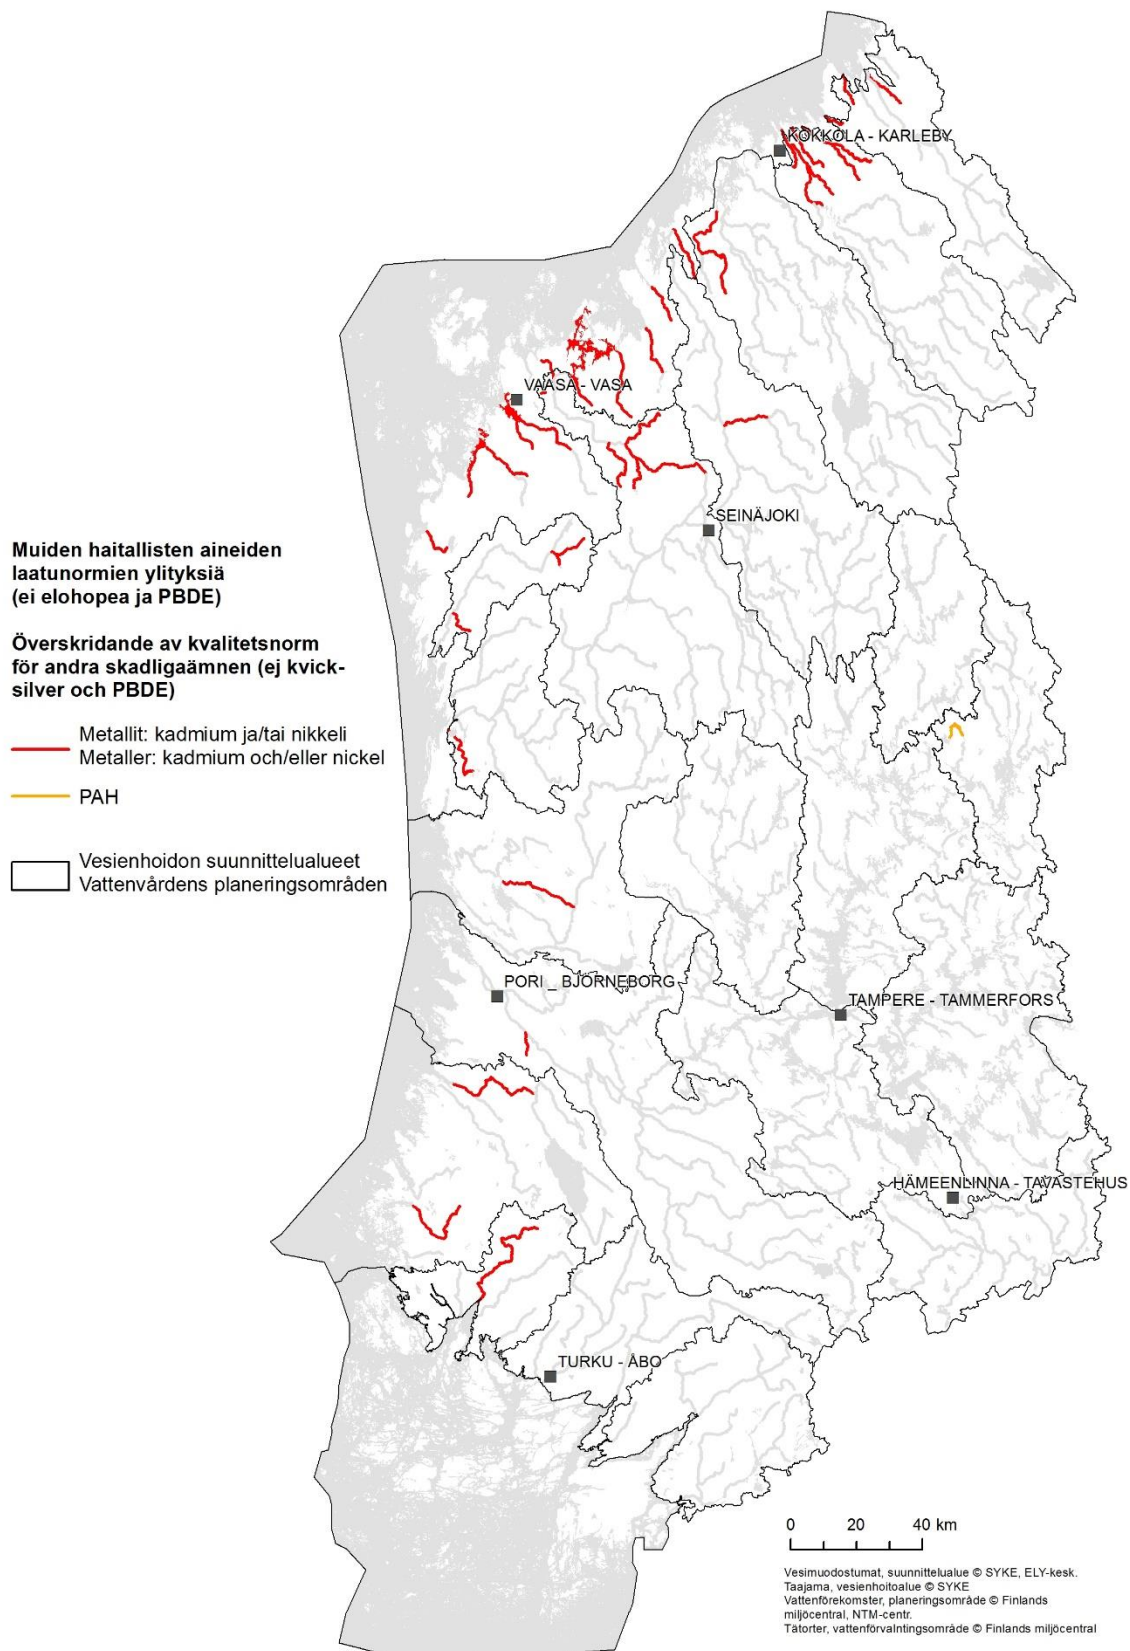 KOKKOLA - KARLEBY
VAASA - VASA
SEINÄJOKI
Muiden haitallisten aineiden
laatunormien ylityksiä
(ei elohopea ja PBDE)
Överskridande av kvalitetsnorm
för andra skadligaämnen (ej kvick-
silver och PBDE)
Metallit: kadmium ja/tai nikkeli
Metaller: kadmium och/eller nickel
PAH
Vesienhoidon suunnittelualueet
Vattenvårdens planeringsområden
PORI _ BJÖRNEBORG
TAMPERE - TAMMERFORS
HÄMEENLINNA - TAVASTEHUS
TURKU - ÅBO
0 20 40 km
Vesimuodostumat, suunnittelualue © SYKE, ELY-kesk.
Taajama, vesienhoitoalue © SYKE
Vattenförekomster, planeringsområde © Finlands
miljöcentral, NTM-centr.
Tätorter, vattenförvalntingsområde © Finlands miljöcentral